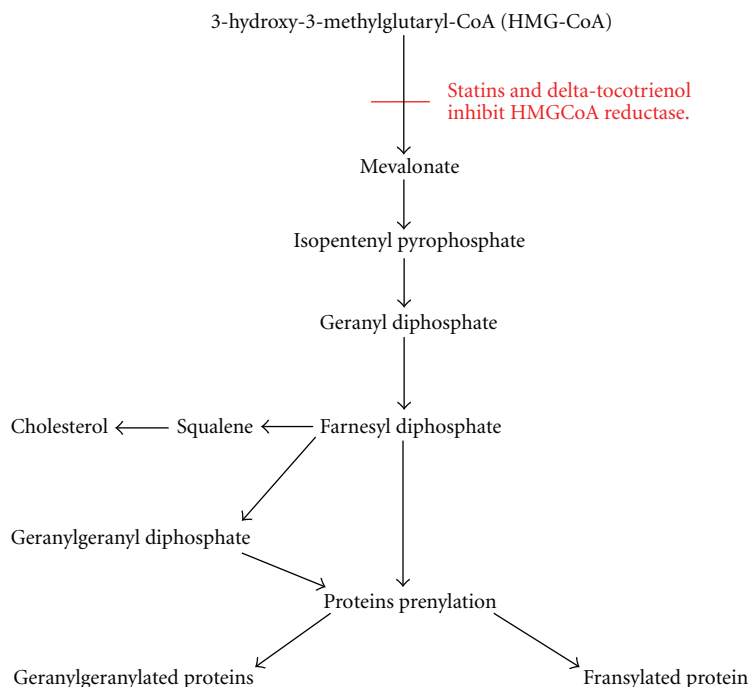 3-hydroxy-3-methylglutaryl-CoA (HMG-CoA)
Statins and delta-tocotrienol
inhibit HMGCoA reductase.
Mevalonate
Isopentenyl pyrophosphate
Geranyl diphosphate
Cholesterol
Squalene
Farnesyl diphosphate
Geranylgeranyl diphosphate
Proteins prenylation
Geranylgeranylated proteins
Fransylated protein